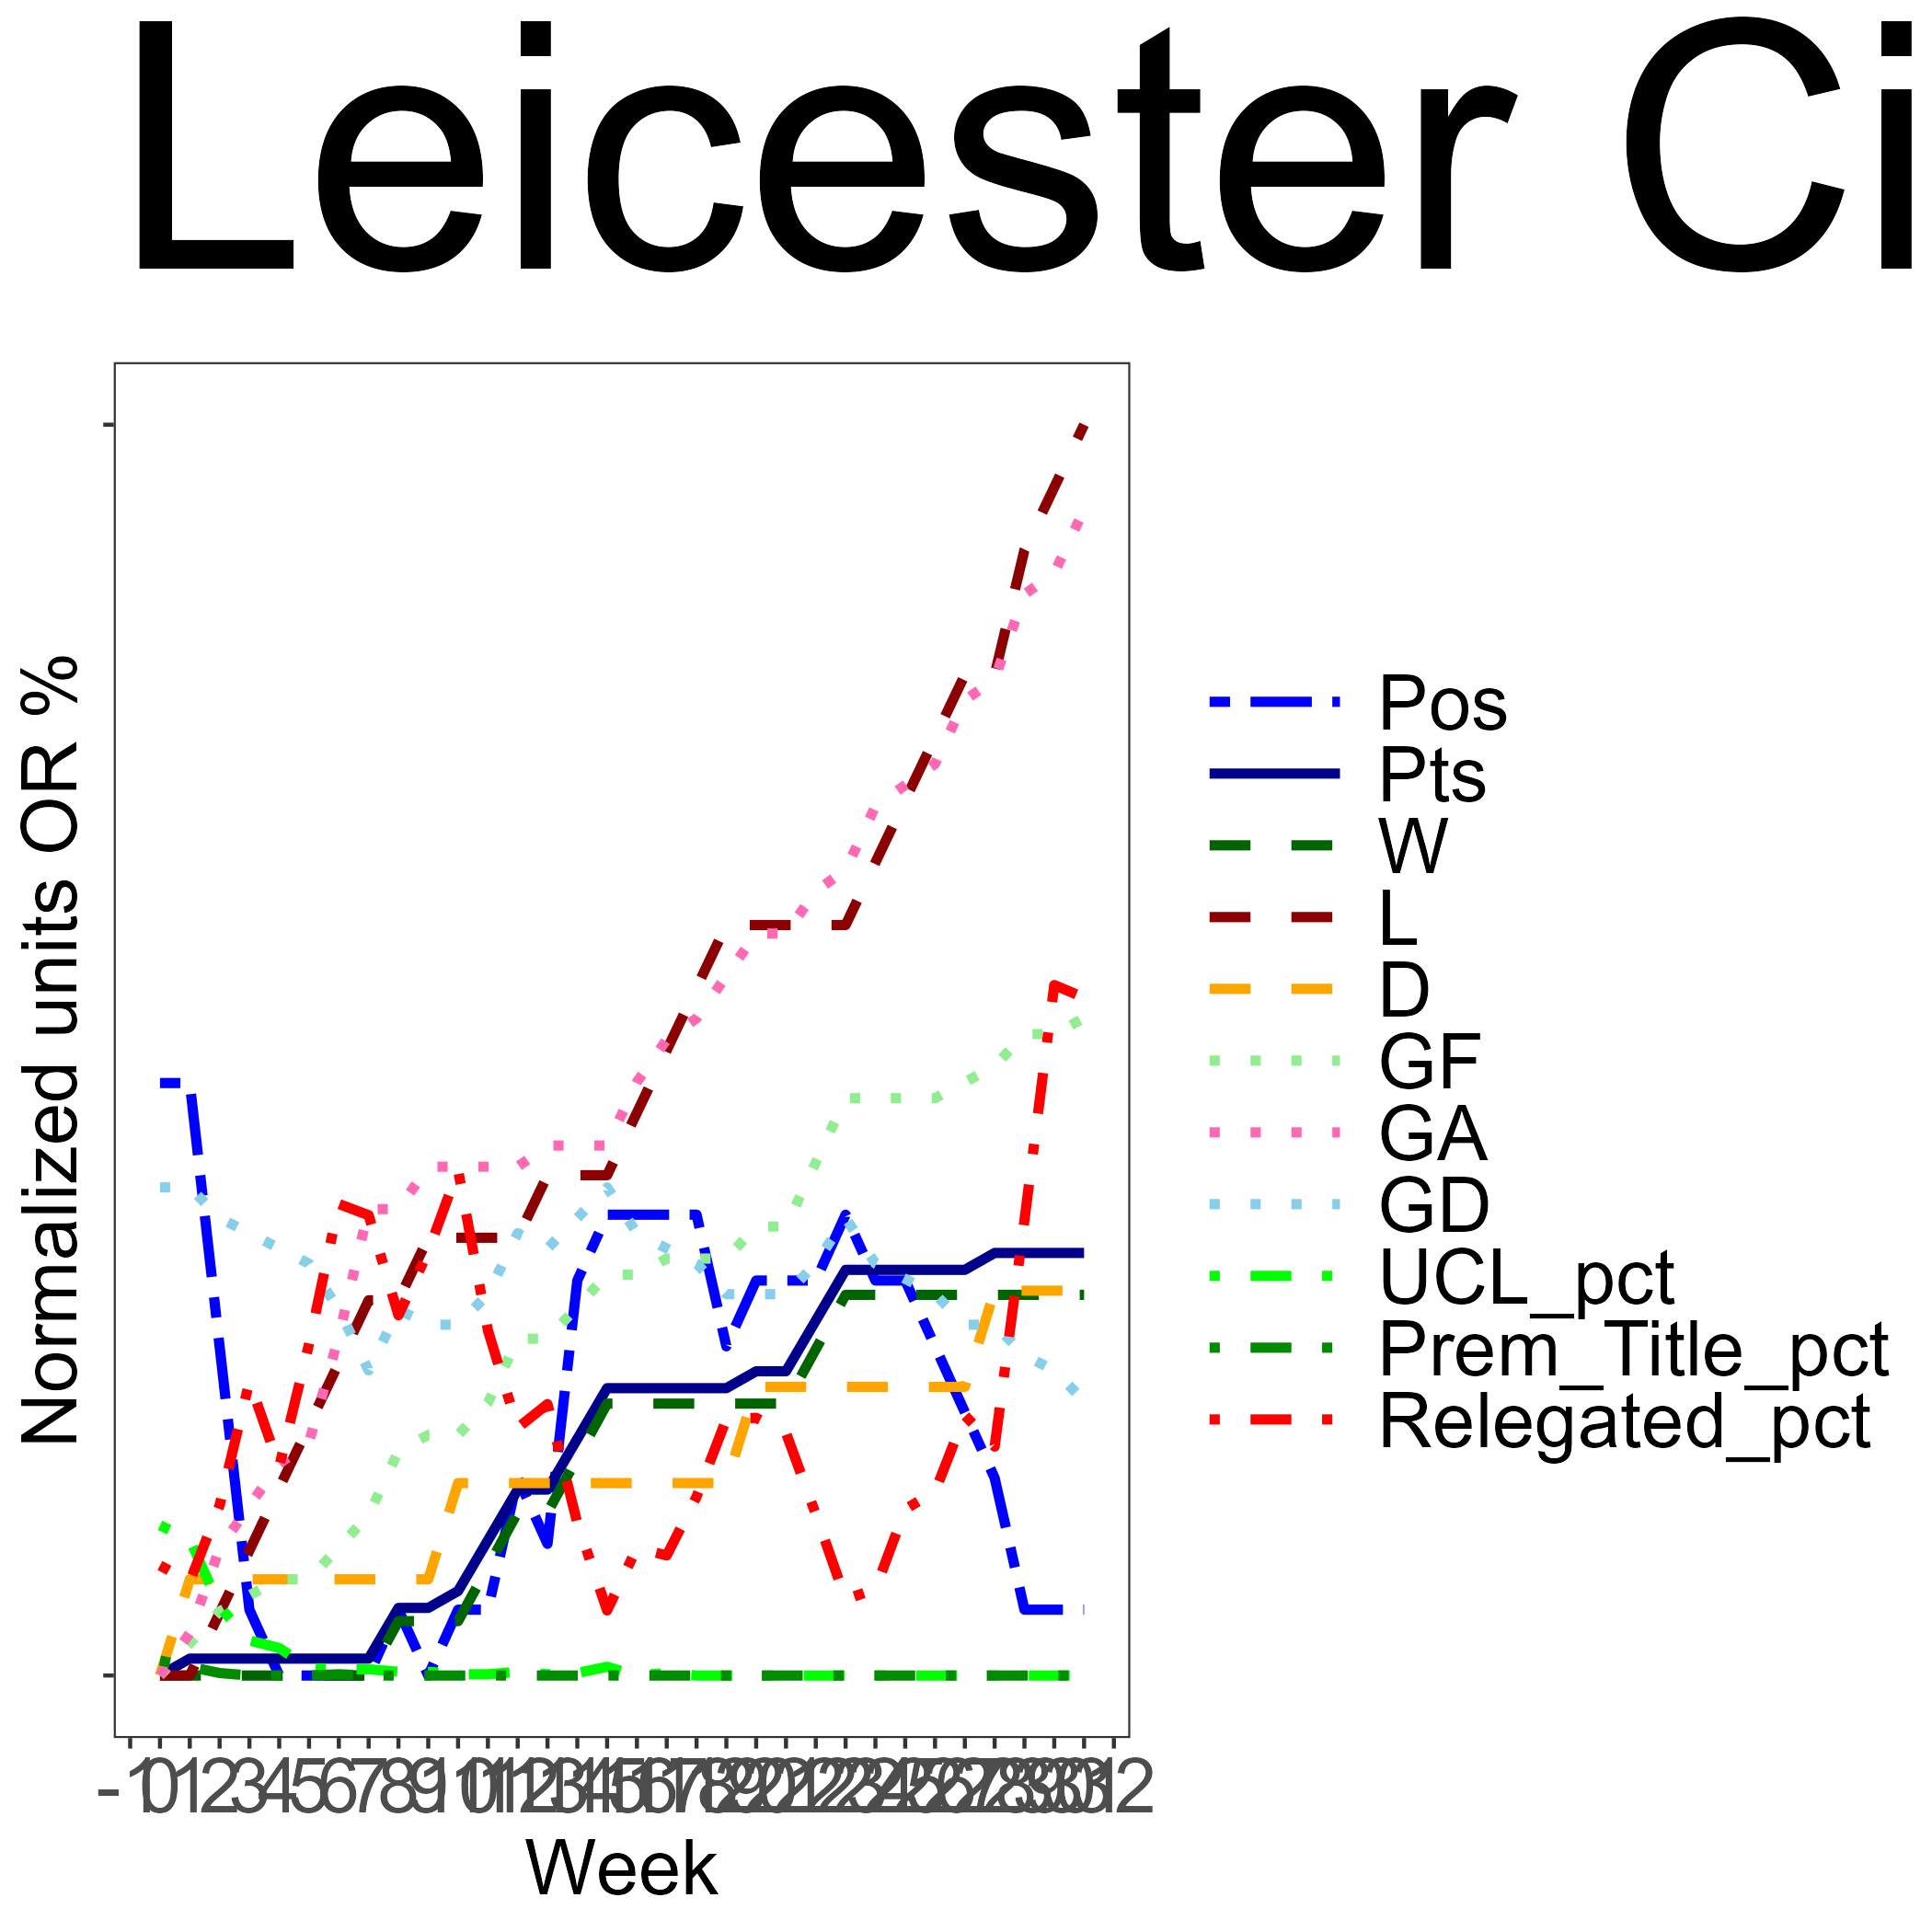 Leicester Ci
Normalized units OR %
Pos
Pts
W
L
D
GF
GA
GD
UCL_pct
Prem_Title_pct
Relegated_pct
Week